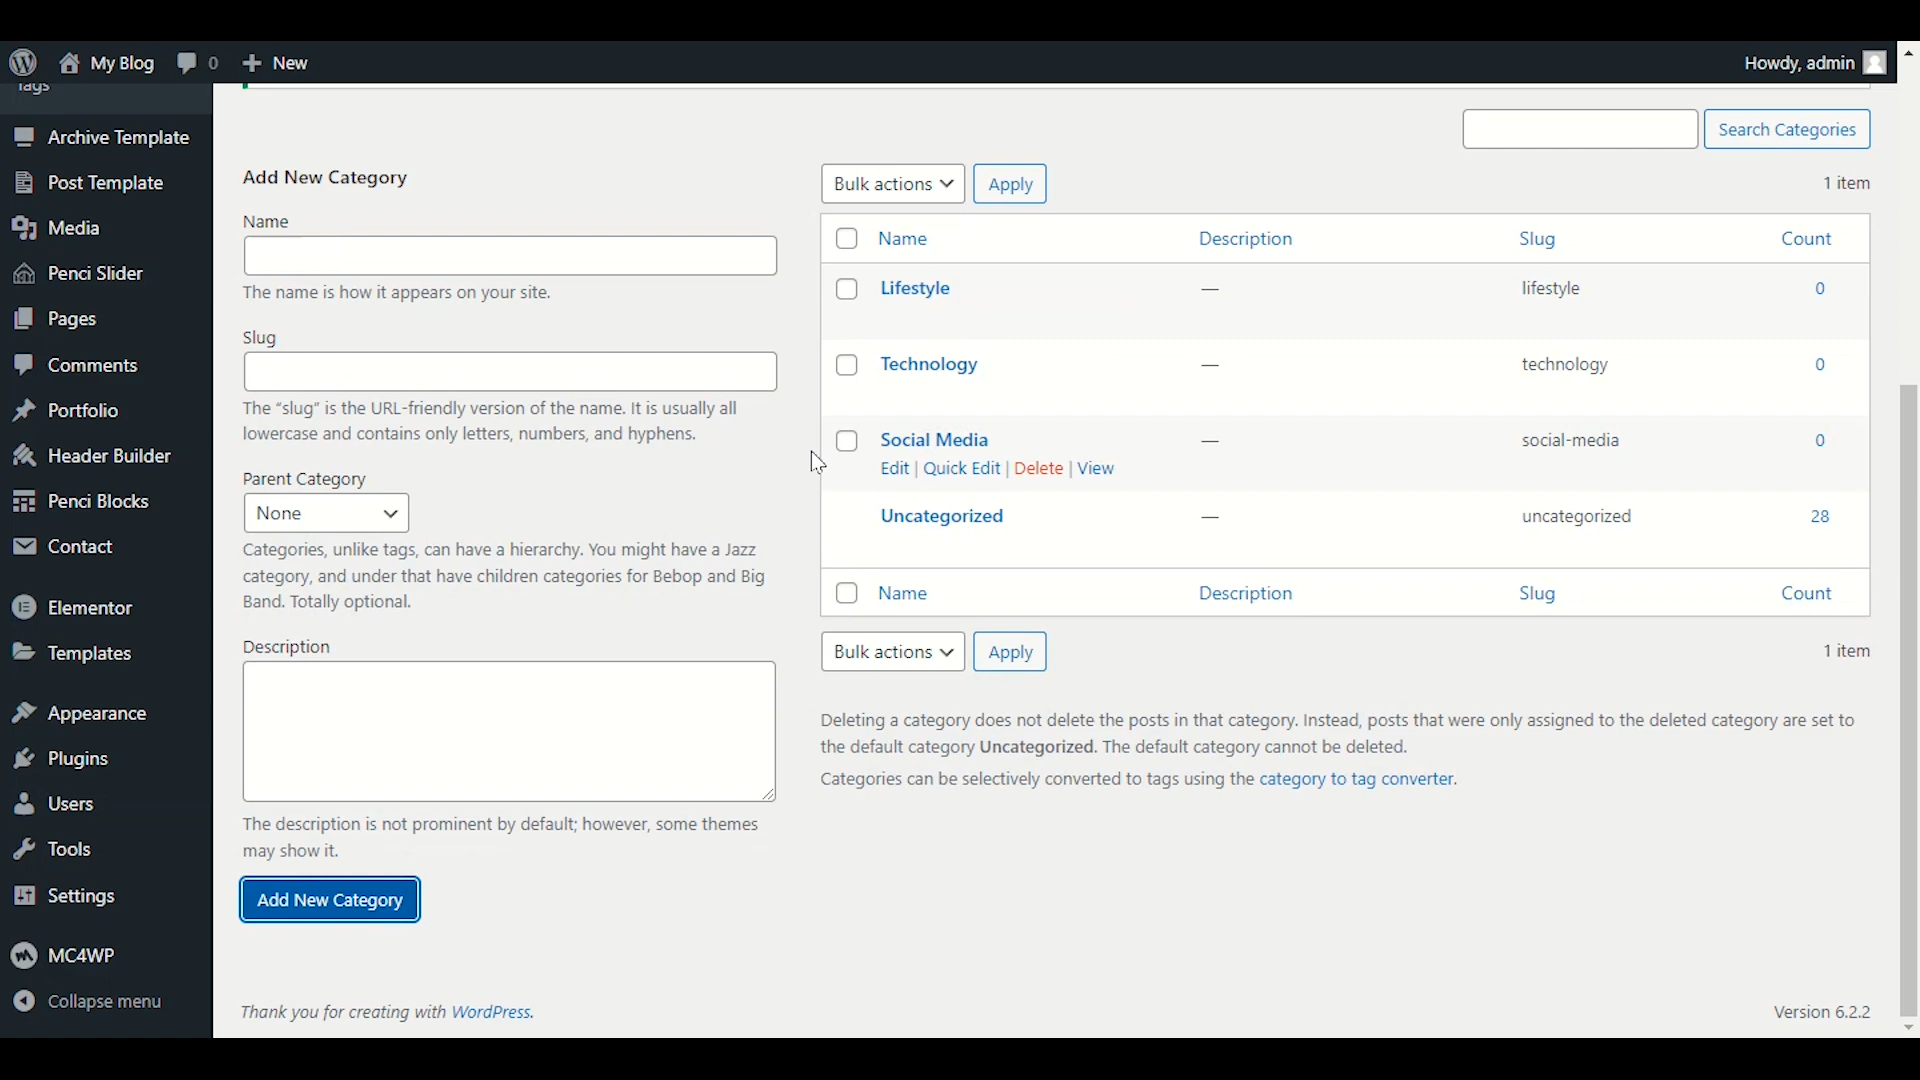 My Blog 0 New Howdy, admin
Tags
Archive Template
Post Template
Media
Penci Slider
Pages
Comments
Portfolio
Header Builder
Penci Blocks
Contact
Elementor
Templates
Appearance
Plugins
Users
Tools
Settings
MC4WP
Collapse menu
Search Categories
Add New Category
Name
The name is how it appears on your site.
Slug
The “slug” is the URL-friendly version of the name. It is usually all
lowercase and contains only letters, numbers, and hyphens.
Parent Category
None
Categories, unlike tags, can have a hierarchy. You might have a Jazz
category, and under that have children categories for Bebop and Big
Band. Totally optional.
Description
The description is not prominent by default; however, some themes
may show it.
Add New Category
Bulk actions Apply 1 item
Name Description Slug Count
Lifestyle — lifestyle 0
Technology — technology 0
Social Media — social-media 0
Edit | Quick Edit | Delete | View
Uncategorized — uncategorized 28
Name Description Slug Count
Bulk actions Apply 1 item
Deleting a category does not delete the posts in that category. Instead, posts that were only assigned to the deleted category are set to
the default category Uncategorized. The default category cannot be deleted.
Categories can be selectively converted to tags using the category to tag converter.
Thank you for creating with WordPress. Version 6.2.2